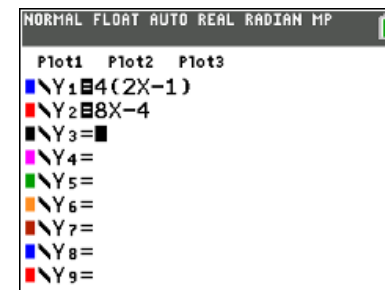 NORMAL FLOAT AUTO REAL RADIAN MP
Plot1 Plot2 Plot3
\Y₁=4(2X−1)
\Y₂=8X−4
\Y₃=
\Y₄=
\Y₅=
\Y₆=
\Y₇=
\Y₈=
\Y₉=